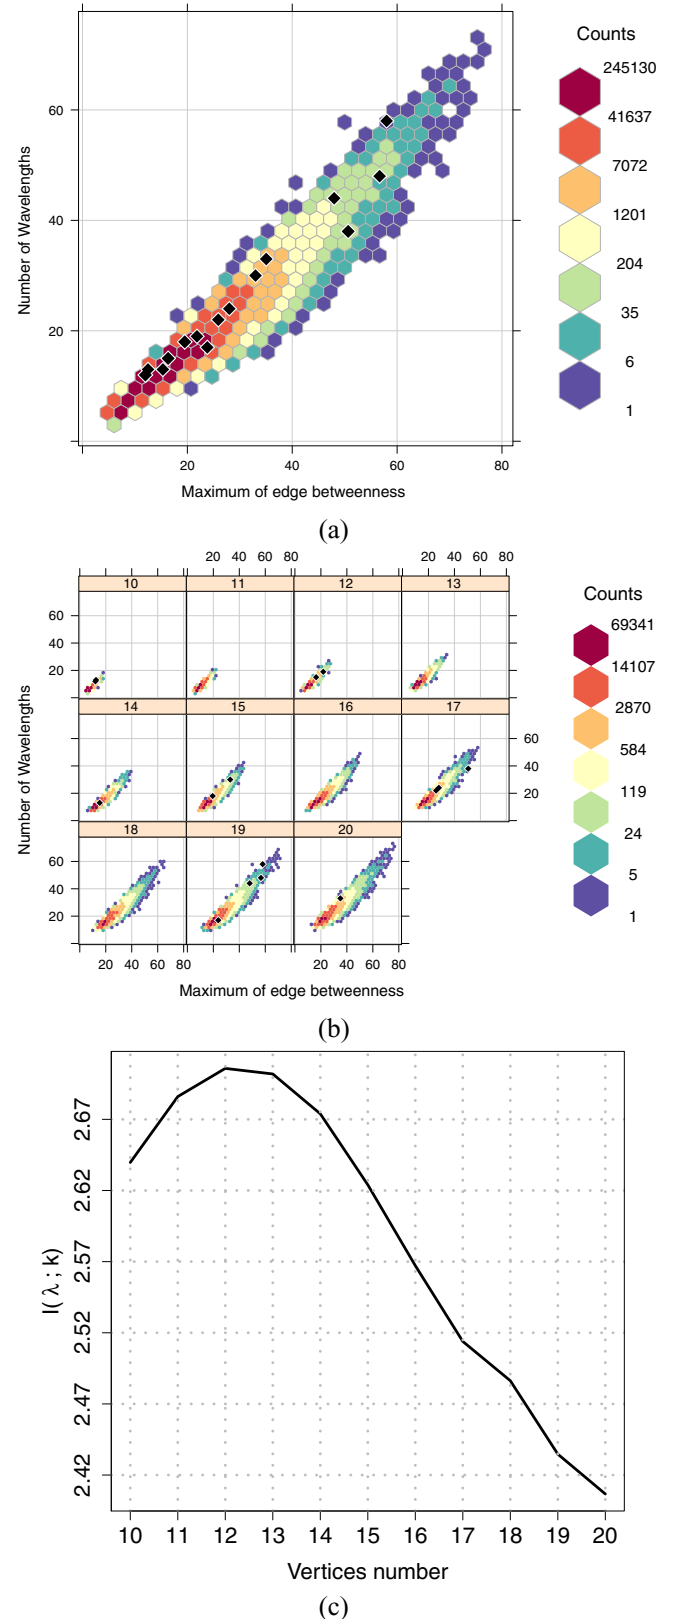 Counts
245130
41637
7072
1201
204
35
6
1
60
40
20
Number of Wavelengths
20 40 60 80
Maximum of edge betweenness
(a)
20 40 60 80 20 40 60 80
10 11 12 13
60
40
20
14 15 16 17
60
40
20
18 19 20
60
40
20
Number of Wavelengths
20 40 60 80 20 40 60 80
Maximum of edge betweenness
Counts
69341
14107
2870
584
119
24
5
1
(b)
2.67
2.62
2.57
2.52
2.47
2.42
I( λ ; k)
10 11 12 13 14 15 16 17 18 19 20
Vertices number
(c)